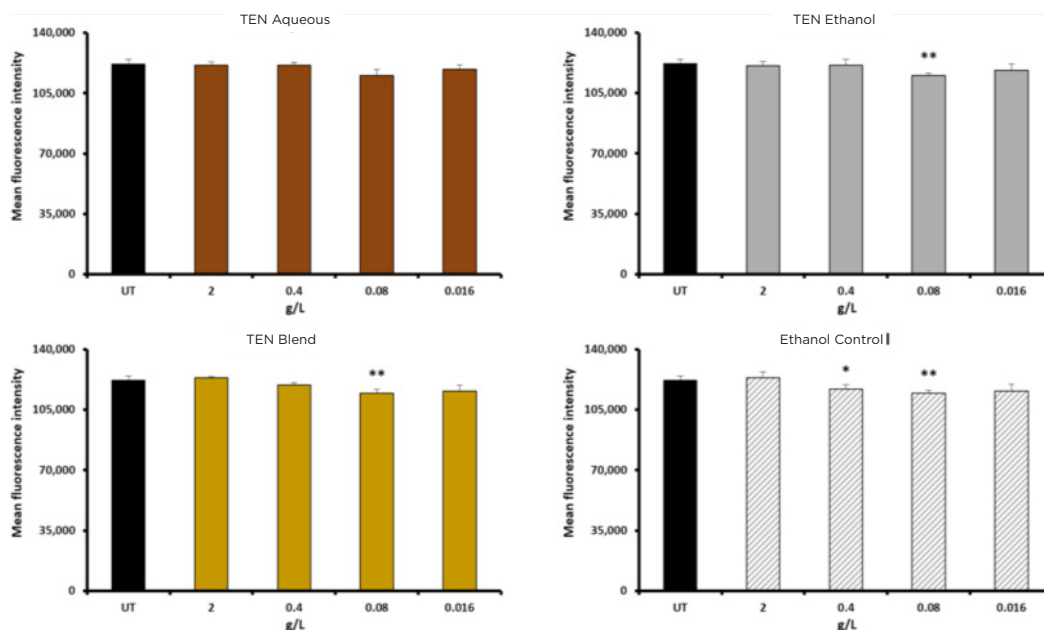 TEN Aqueous
140,000
105,000
70,000
35,000
0
Mean fluorescence intensity
UT 2 0.4 0.08 0.016
g/L
TEN Ethanol
140,000
105,000
70,000
35,000
0
Mean fluorescence intensity
**
UT 2 0.4 0.08 0.016
g/L
TEN Blend
140,000
105,000
70,000
35,000
0
Mean fluorescence intensity
**
UT 2 0.4 0.08 0.016
g/L
Ethanol Control
140,000
105,000
70,000
35,000
0
Mean fluorescence intensity
* **
UT 2 0.4 0.08 0.016
g/L